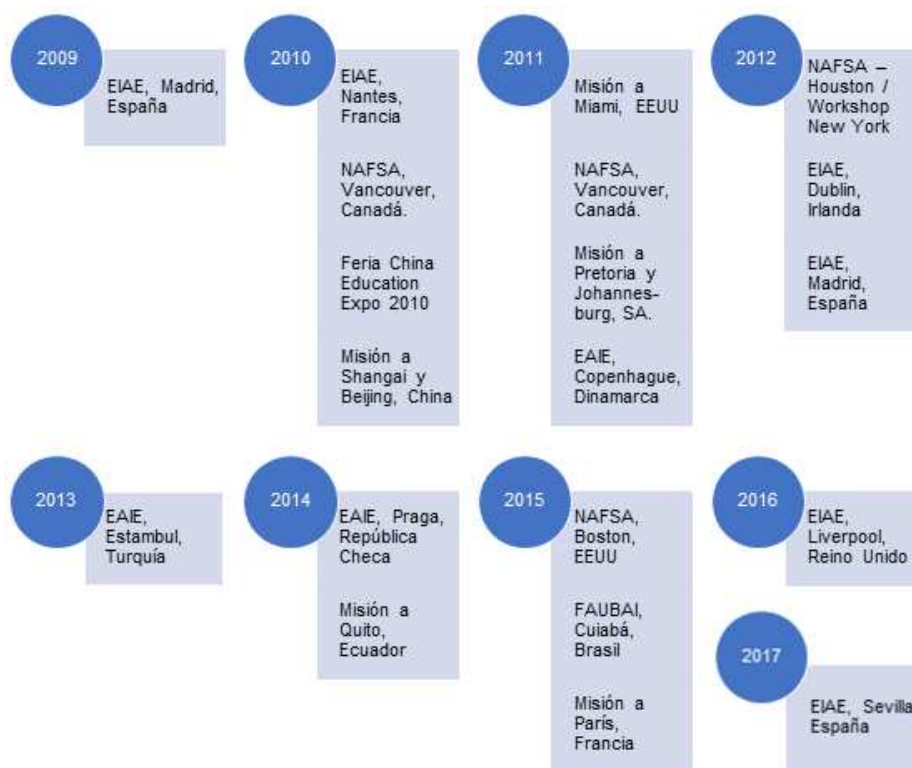 2009
EIAE, Madrid,
España
2010
EIAE,
Nantes,
Francia
NAFSA,
Vancouver,
Canadá.
Feria China
Education
Expo 2010
Misión a
Shangai y
Beijing, China
2011
Misión a
Miami, EEUU
NAFSA,
Vancouver,
Canadá.
Misión a
Pretoria y
Johannes-
burg, SA.
EAIE,
Copenhague,
Dinamarca
2012
NAFSA –
Houston /
Workshop
New York
EIAE,
Dublin,
Irlanda
EIAE,
Madrid,
España
2013
EAIE,
Estambul,
Turquía
2014
EAIE, Praga,
República
Checa
Misión a
Quito,
Ecuador
2015
NAFSA,
Boston,
EEUU
FAUBAI,
Cuiabá,
Brasil
Misión a
París,
Francia
2016
EIAE,
Liverpool,
Reino Unido
2017
EIAE, Sevilla
España